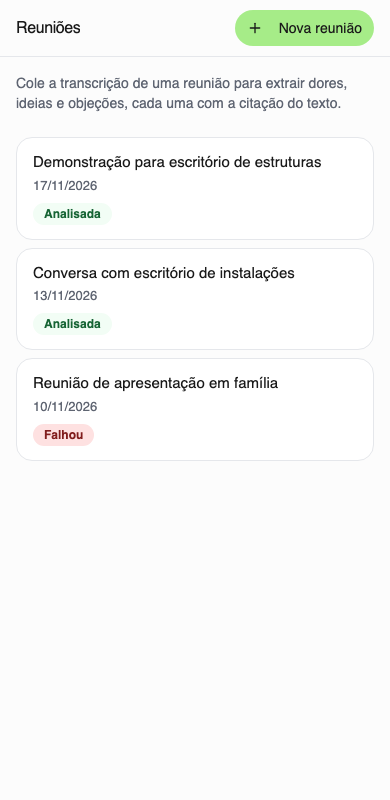 Reuniões
+ Nova reunião
Cole a transcrição de uma reunião para extrair dores,
ideias e objeções, cada uma com a citação do texto.
Demonstração para escritório de estruturas
17/11/2026
Analisada
Conversa com escritório de instalações
13/11/2026
Analisada
Reunião de apresentação em família
10/11/2026
Falhou